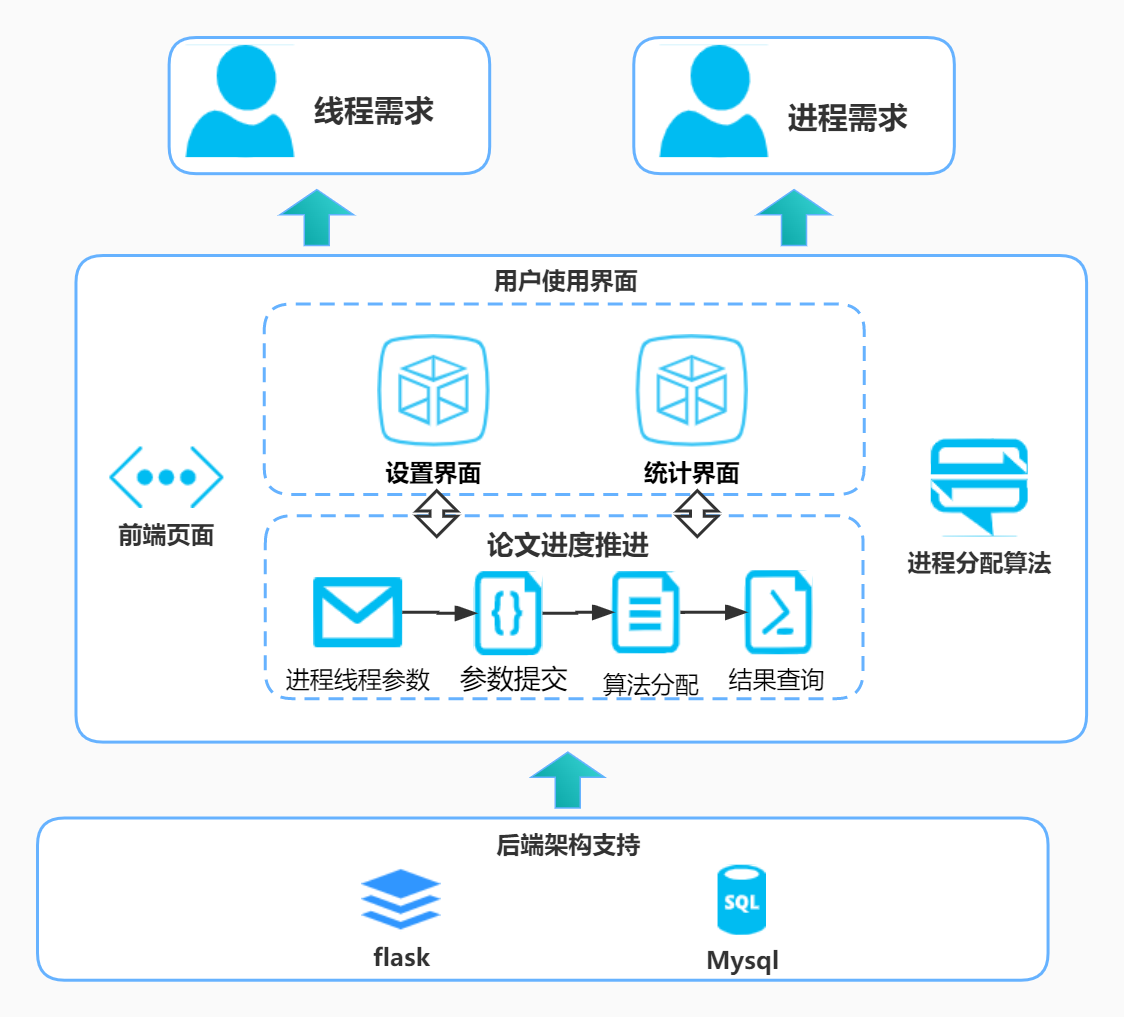 线程需求
进程需求
用户使用界面
设置界面
统计界面
前端页面
进程分配算法
论文进度推进
{}
进程线程参数
参数提交
算法分配
结果查询
后端架构支持
SQL
flask
Mysql